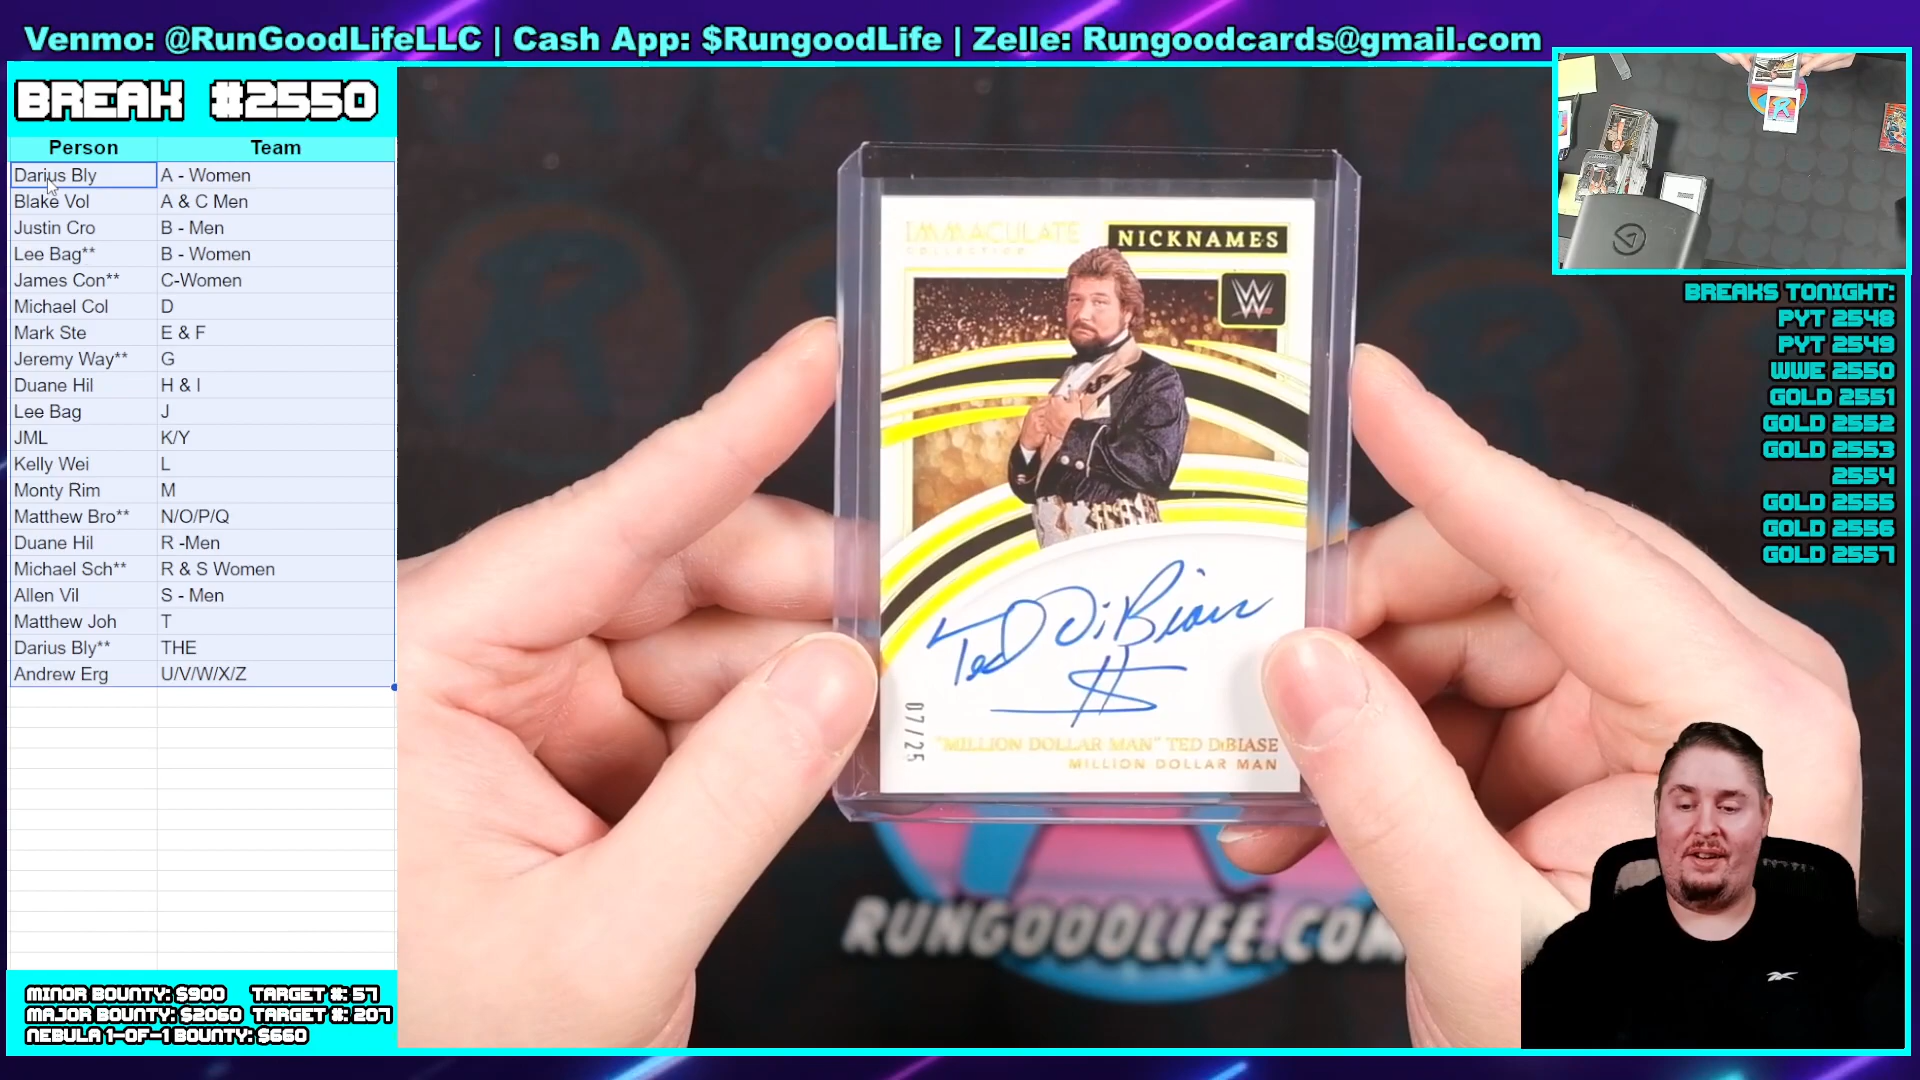 Venmo: @RunGoodLifeLLC | Cash App: $RungoodLife | Zelle: Rungoodcards@gmail.com
BREAK #2550
Person Team
Darius Bly A - Women
Blake Vol A & C Men
Justin Cro B - Men
Lee Bag** B - Women
James Con** C-Women
Michael Col D
Mark Ste E & F
Jeremy Way** G
Duane Hil H & I
Lee Bag J
JML K/Y
Kelly Wei L
Monty Rim M
Matthew Bro** N/O/P/Q
Duane Hil R -Men
Michael Sch** R & S Women
Allen Vil S - Men
Matthew Joh T
Darius Bly** THE
Andrew Erg U/V/W/X/Z
MINOR BOUNTY: $900 TARGET #: 57
MAJOR BOUNTY: $2060 TARGET #: 207
NEBULA 1-OF-1 BOUNTY: $660
IMMACULATE
COLLECTION
NICKNAMES
W
Ted DiBiase
$
07/25
"MILLION DOLLAR MAN" TED DiBIASE
MILLION DOLLAR MAN
RUNGOODLIFE.COM
BREAKS TONIGHT:
PYT 2548
PYT 2549
WWE 2550
GOLD 2551
GOLD 2552
GOLD 2553
2554
GOLD 2555
GOLD 2556
GOLD 2557